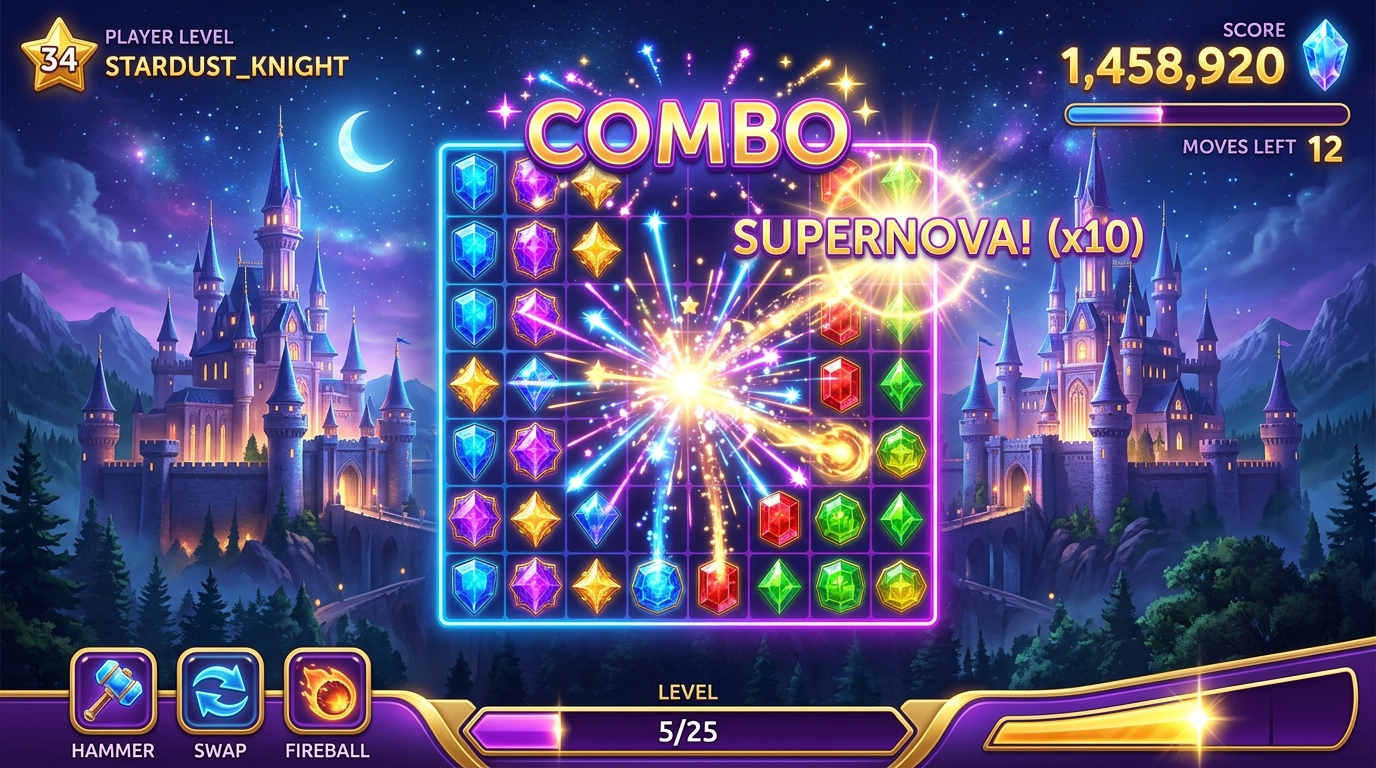 34
PLAYER LEVEL
STARDUST_KNIGHT
SCORE
1,458,920
MOVES LEFT 12
COMBO
SUPERNOVA! (x10)
HAMMER
SWAP
FIREBALL
LEVEL
5/25